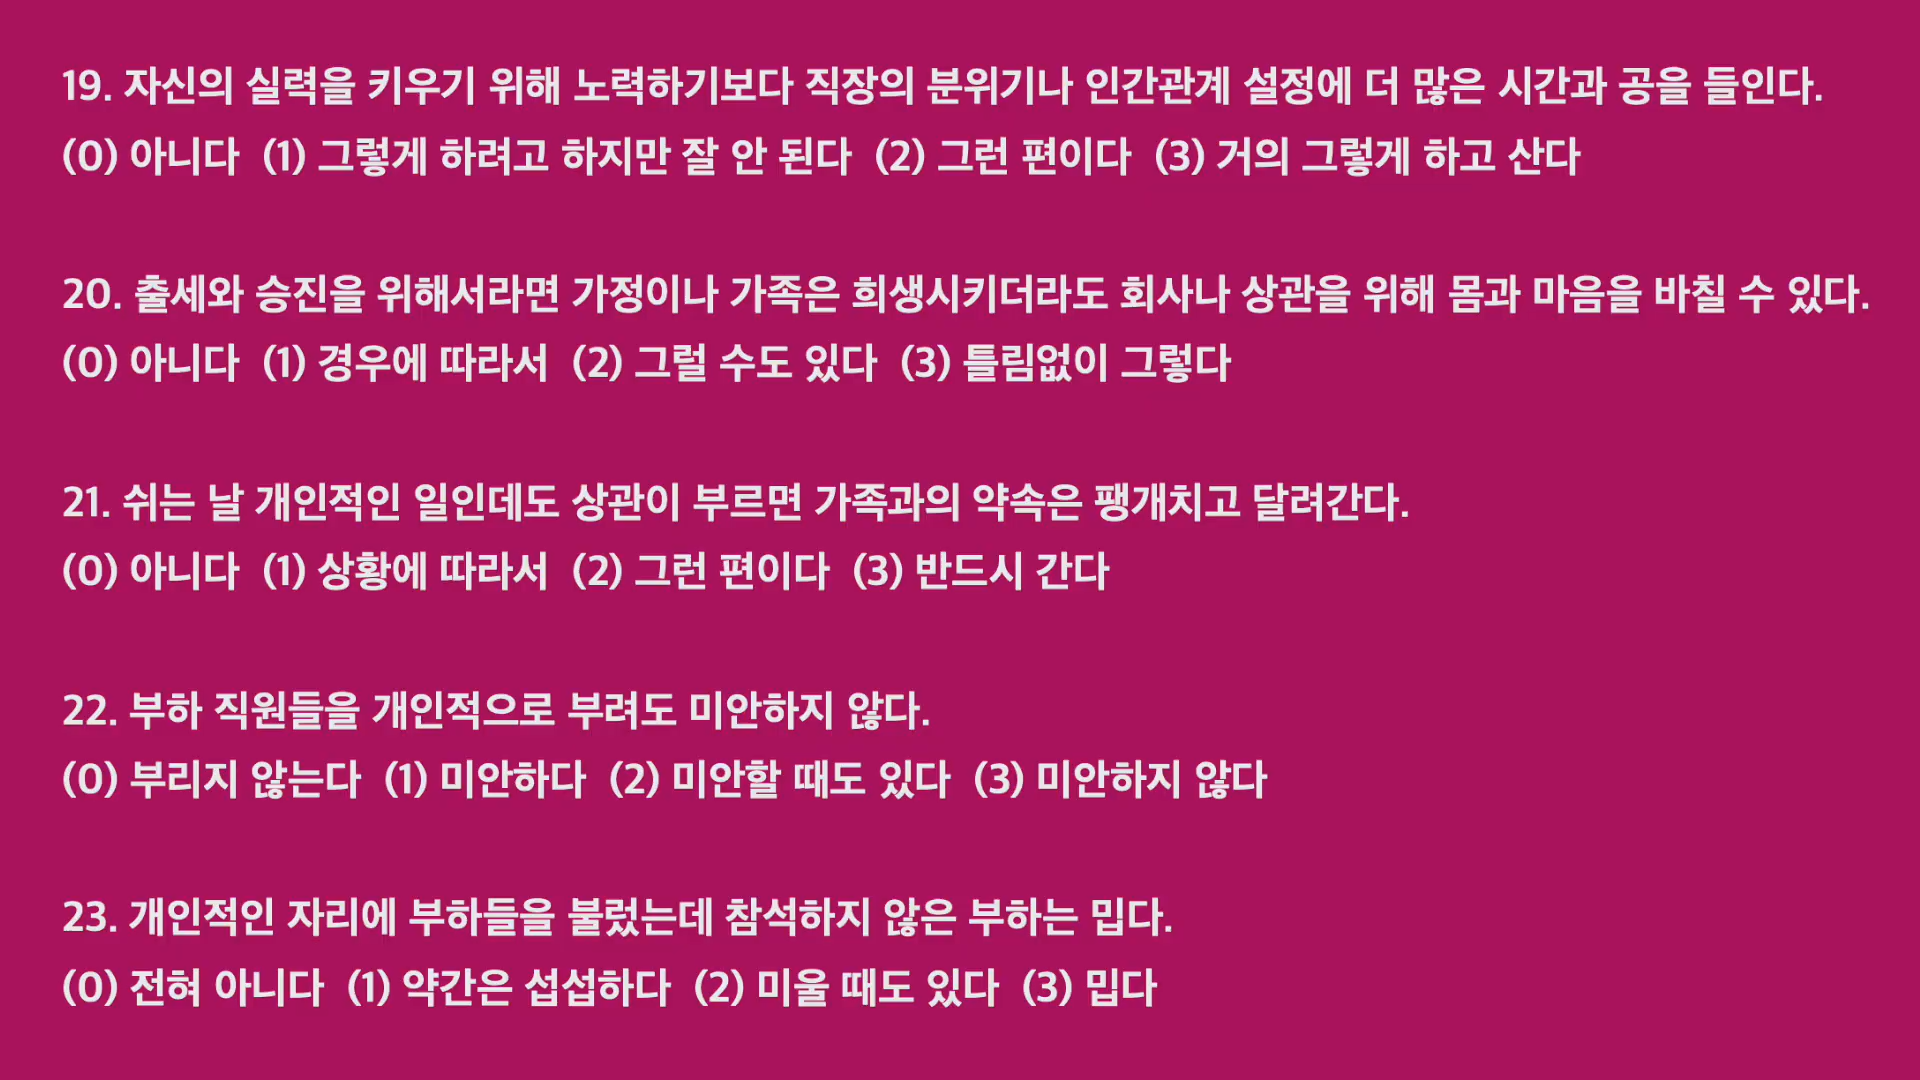 19. 자신의 실력을 키우기 위해 노력하기보다 직장의 분위기나 인간관계 설정에 더 많은 시간과 공을 들인다.
(0) 아니다 (1) 그렇게 하려고 하지만 잘 안 된다 (2) 그런 편이다 (3) 거의 그렇게 하고 산다
20. 출세와 승진을 위해서라면 가정이나 가족은 희생시키더라도 회사나 상관을 위해 몸과 마음을 바칠 수 있다.
(0) 아니다 (1) 경우에 따라서 (2) 그럴 수도 있다 (3) 틀림없이 그렇다
21. 쉬는 날 개인적인 일인데도 상관이 부르면 가족과의 약속은 팽개치고 달려간다.
(0) 아니다 (1) 상황에 따라서 (2) 그런 편이다 (3) 반드시 간다
22. 부하 직원들을 개인적으로 부려도 미안하지 않다.
(0) 부리지 않는다 (1) 미안하다 (2) 미안할 때도 있다 (3) 미안하지 않다
23. 개인적인 자리에 부하들을 불렀는데 참석하지 않은 부하는 밉다.
(0) 전혀 아니다 (1) 약간은 섭섭하다 (2) 미울 때도 있다 (3) 밉다